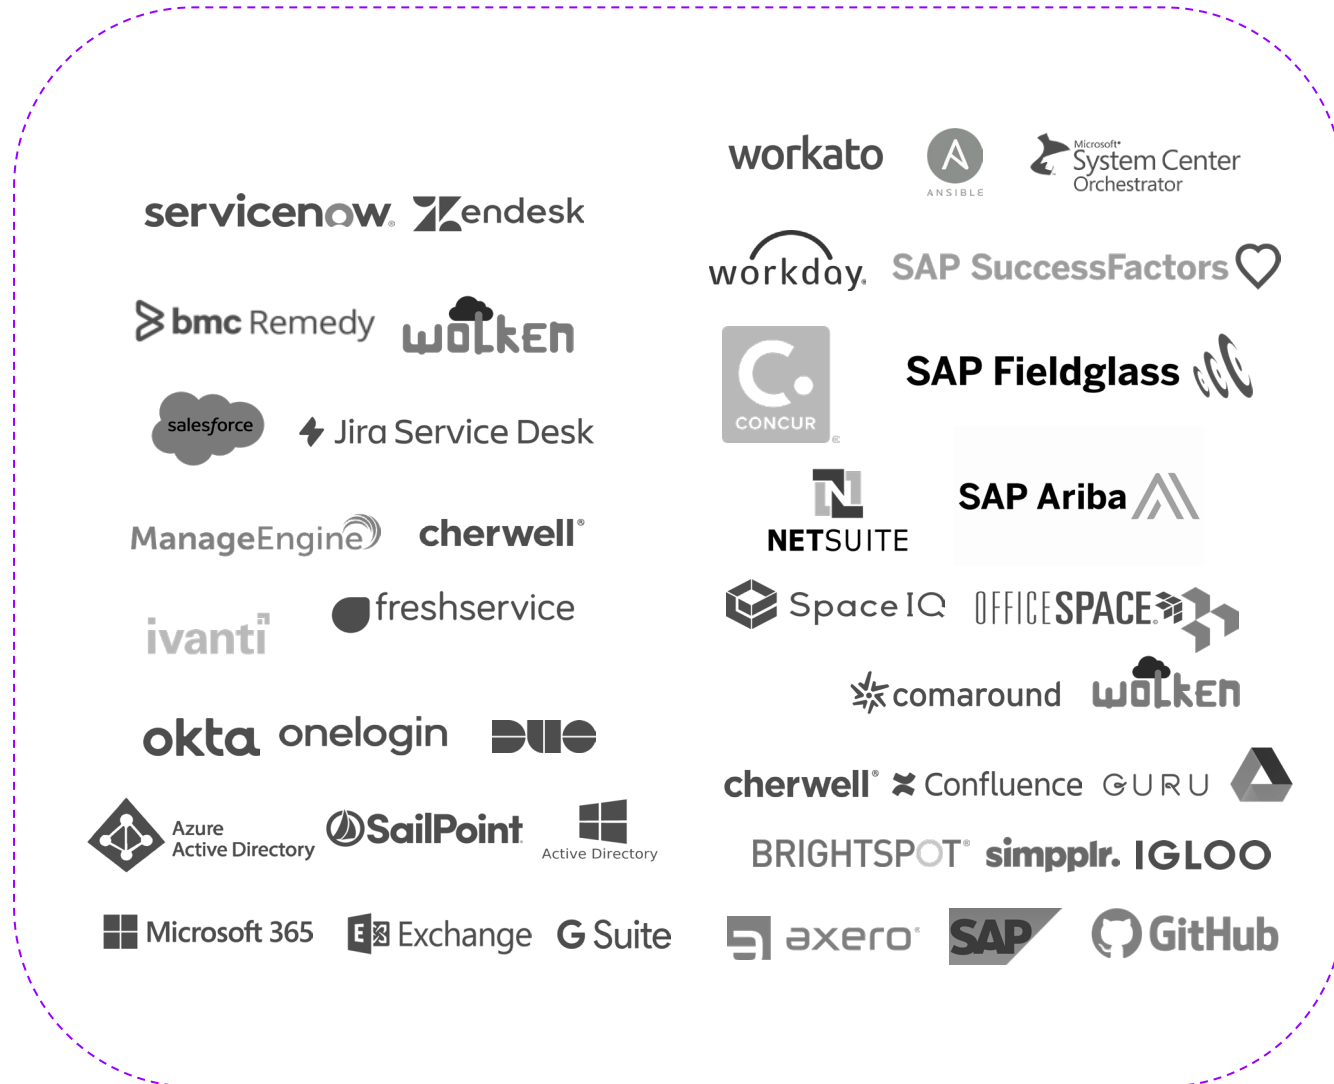 servicenow®
Zendesk
bmc Remedy
wolken
salesforce
Jira Service Desk
ManageEngine
cherwell®
ivanti
freshservice
okta
onelogin
DUO
Azure
Active Directory
SailPoint
Active Directory
Microsoft 365
E Exchange
G Suite
workato
ANSIBLE
Microsoft®
System Center
Orchestrator
workday®
SAP SuccessFactors
C.
CONCUR
SAP Fieldglass
N
NETSUITE
SAP Ariba
Space IQ
OFFICESPACE®
comaround
wolken
cherwell®
Confluence
GURU
BRIGHTSPOT®
simpplr.
IGLOO
axero®
SAP
GitHub